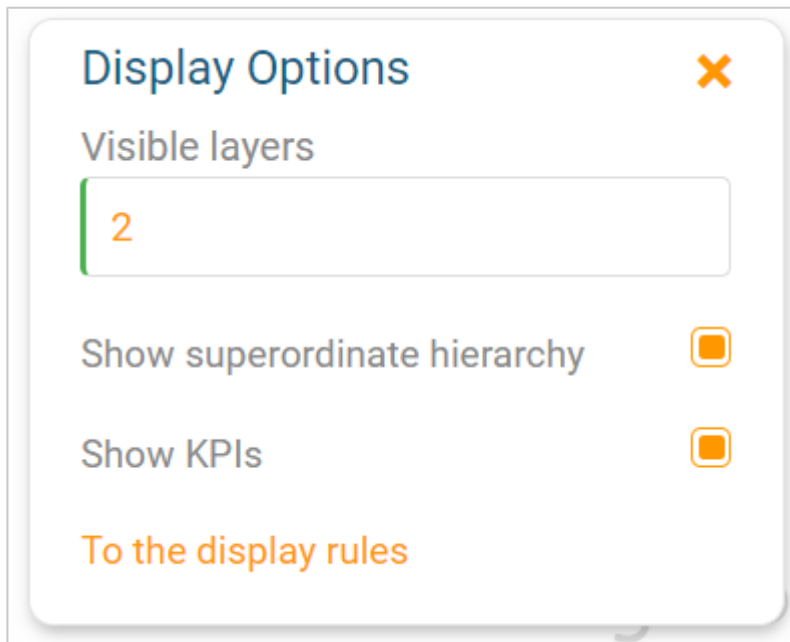 Display Options
Visible layers
2
Show superordinate hierarchy
Show KPIs
To the display rules